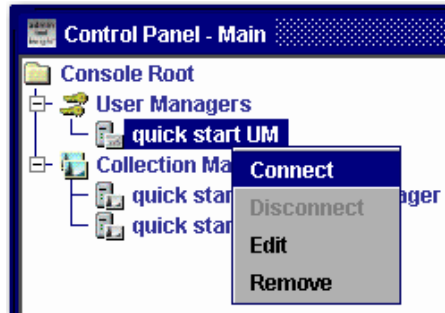 Control Panel - Main
Console Root
User Managers
quick start UM
Collection Ma
Connect
quick star ager
Disconnect
quick star
Edit
Remove